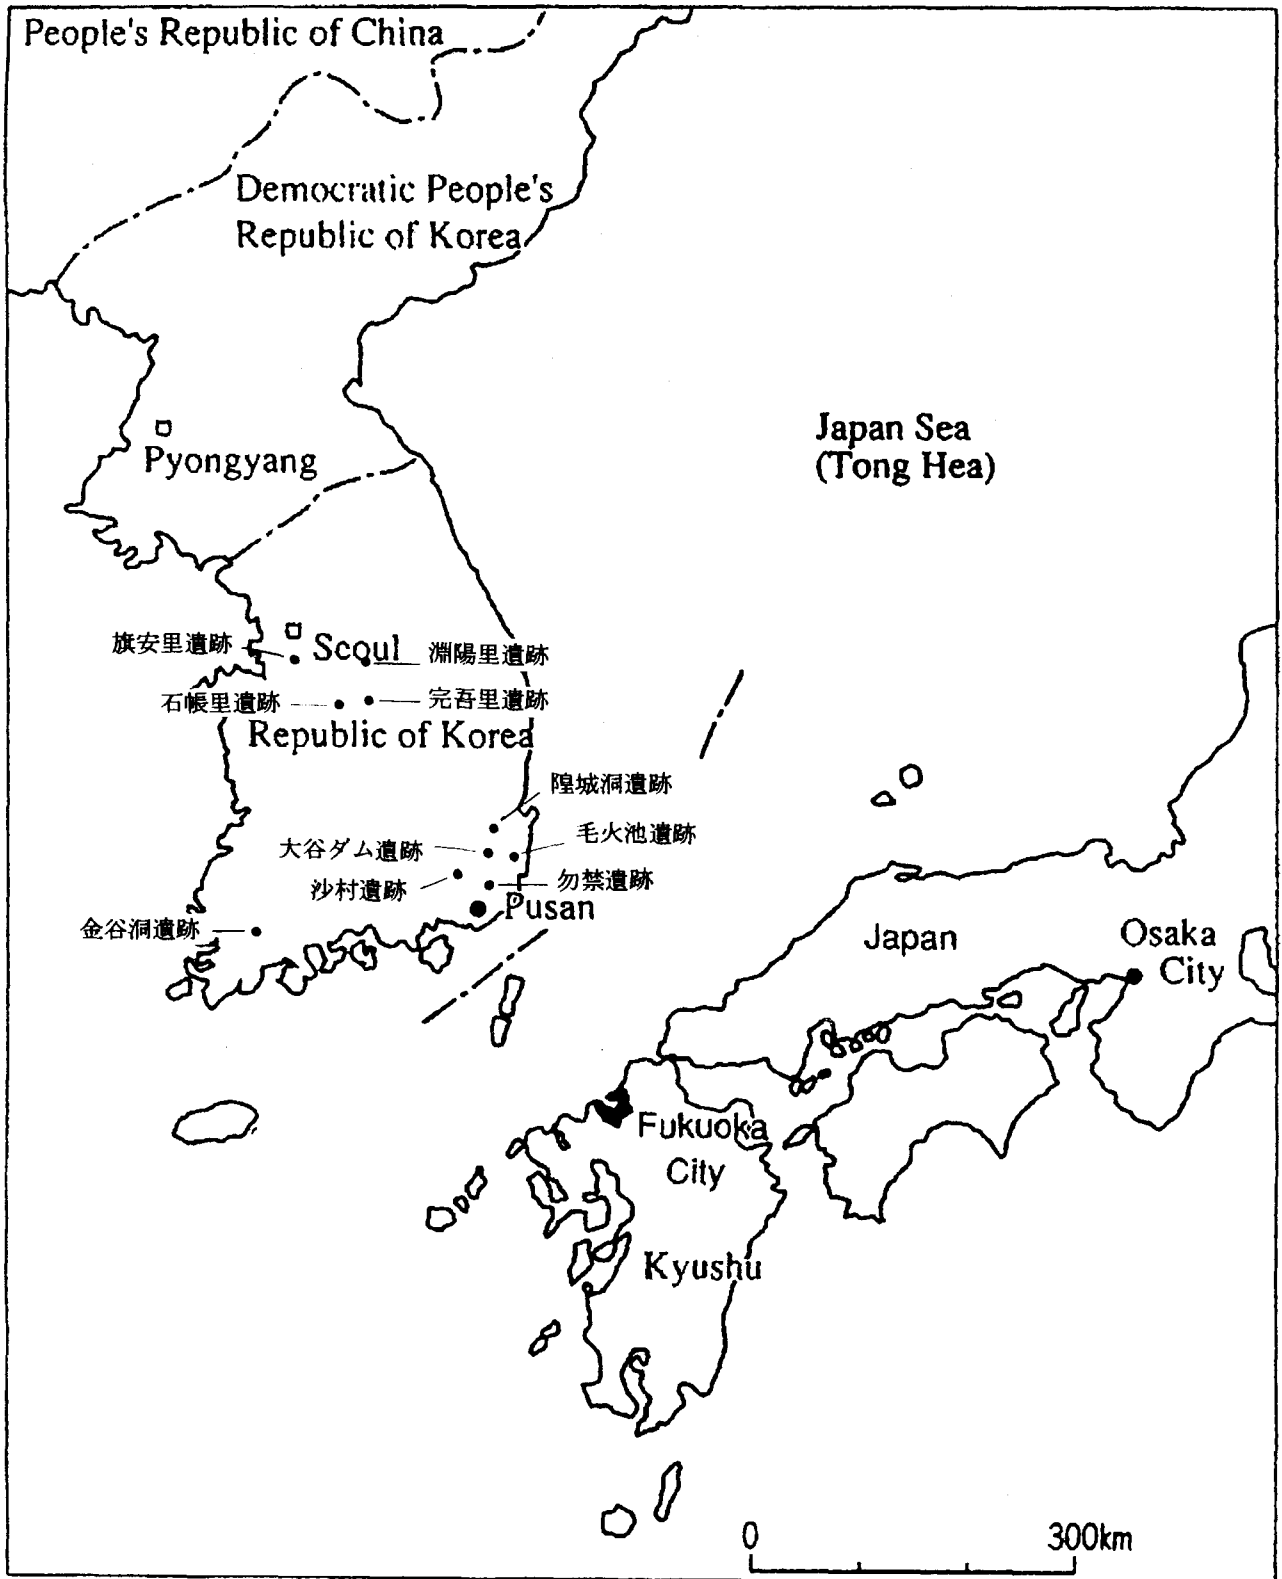 People's Republic of China
Democratic People's
Republic of Korea
Japan Sea
(Tong Hea)
Pyongyang
旗安里遺跡
Seoul
淵陽里遺跡
石帳里遺跡
完吾里遺跡
Republic of Korea
隍城洞遺跡
毛火池遺跡
大谷ダム遺跡
沙村遺跡
勿禁遺跡
Pusan
金谷洞遺跡
Japan
Osaka
City
Fukuoka
City
Kyushu
0
300km